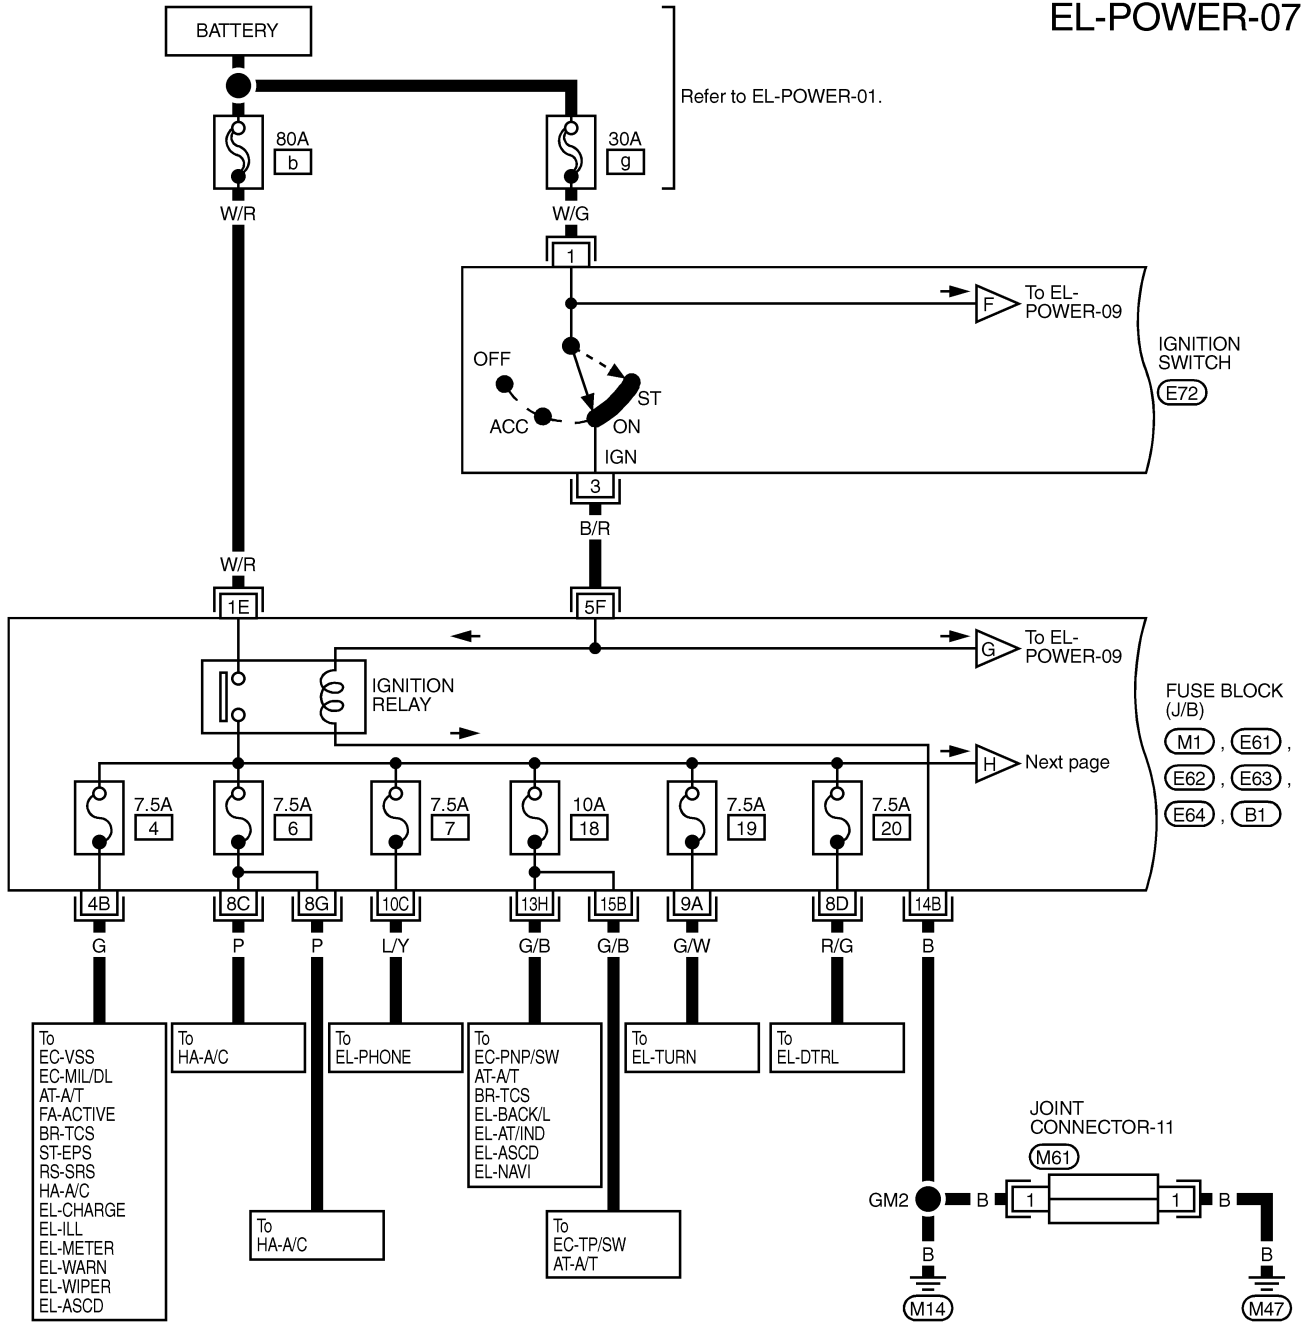 EL-POWER-07
BATTERY
Refer to EL-POWER-01.
80A
b
30A
g
W/R
W/G
1
F
To EL-
POWER-09
IGNITION
SWITCH
E72
OFF
ACC
ST
ON
IGN
3
B/R
W/R
1E
5F
G
To EL-
POWER-09
IGNITION
RELAY
FUSE BLOCK
(J/B)
M1 , E61 ,
E62 , E63 ,
E64 , B1
H
Next page
7.5A
4
7.5A
6
7.5A
7
10A
18
7.5A
19
7.5A
20
4B
8C
8G
10C
13H
15B
9A
8D
14B
G
P
P
L/Y
G/B
G/B
G/W
R/G
B
To
EC-VSS
EC-MIL/DL
AT-A/T
FA-ACTIVE
BR-TCS
ST-EPS
RS-SRS
HA-A/C
EL-CHARGE
EL-ILL
EL-METER
EL-WARN
EL-WIPER
EL-ASCD
To
HA-A/C
To
HA-A/C
To
EL-PHONE
To
EC-PNP/SW
AT-A/T
BR-TCS
EL-BACK/L
EL-AT/IND
EL-ASCD
EL-NAVI
To
EC-TP/SW
AT-A/T
To
EL-TURN
To
EL-DTRL
JOINT
CONNECTOR-11
M61
GM2
B
1
1
B
B
B
M14
M47